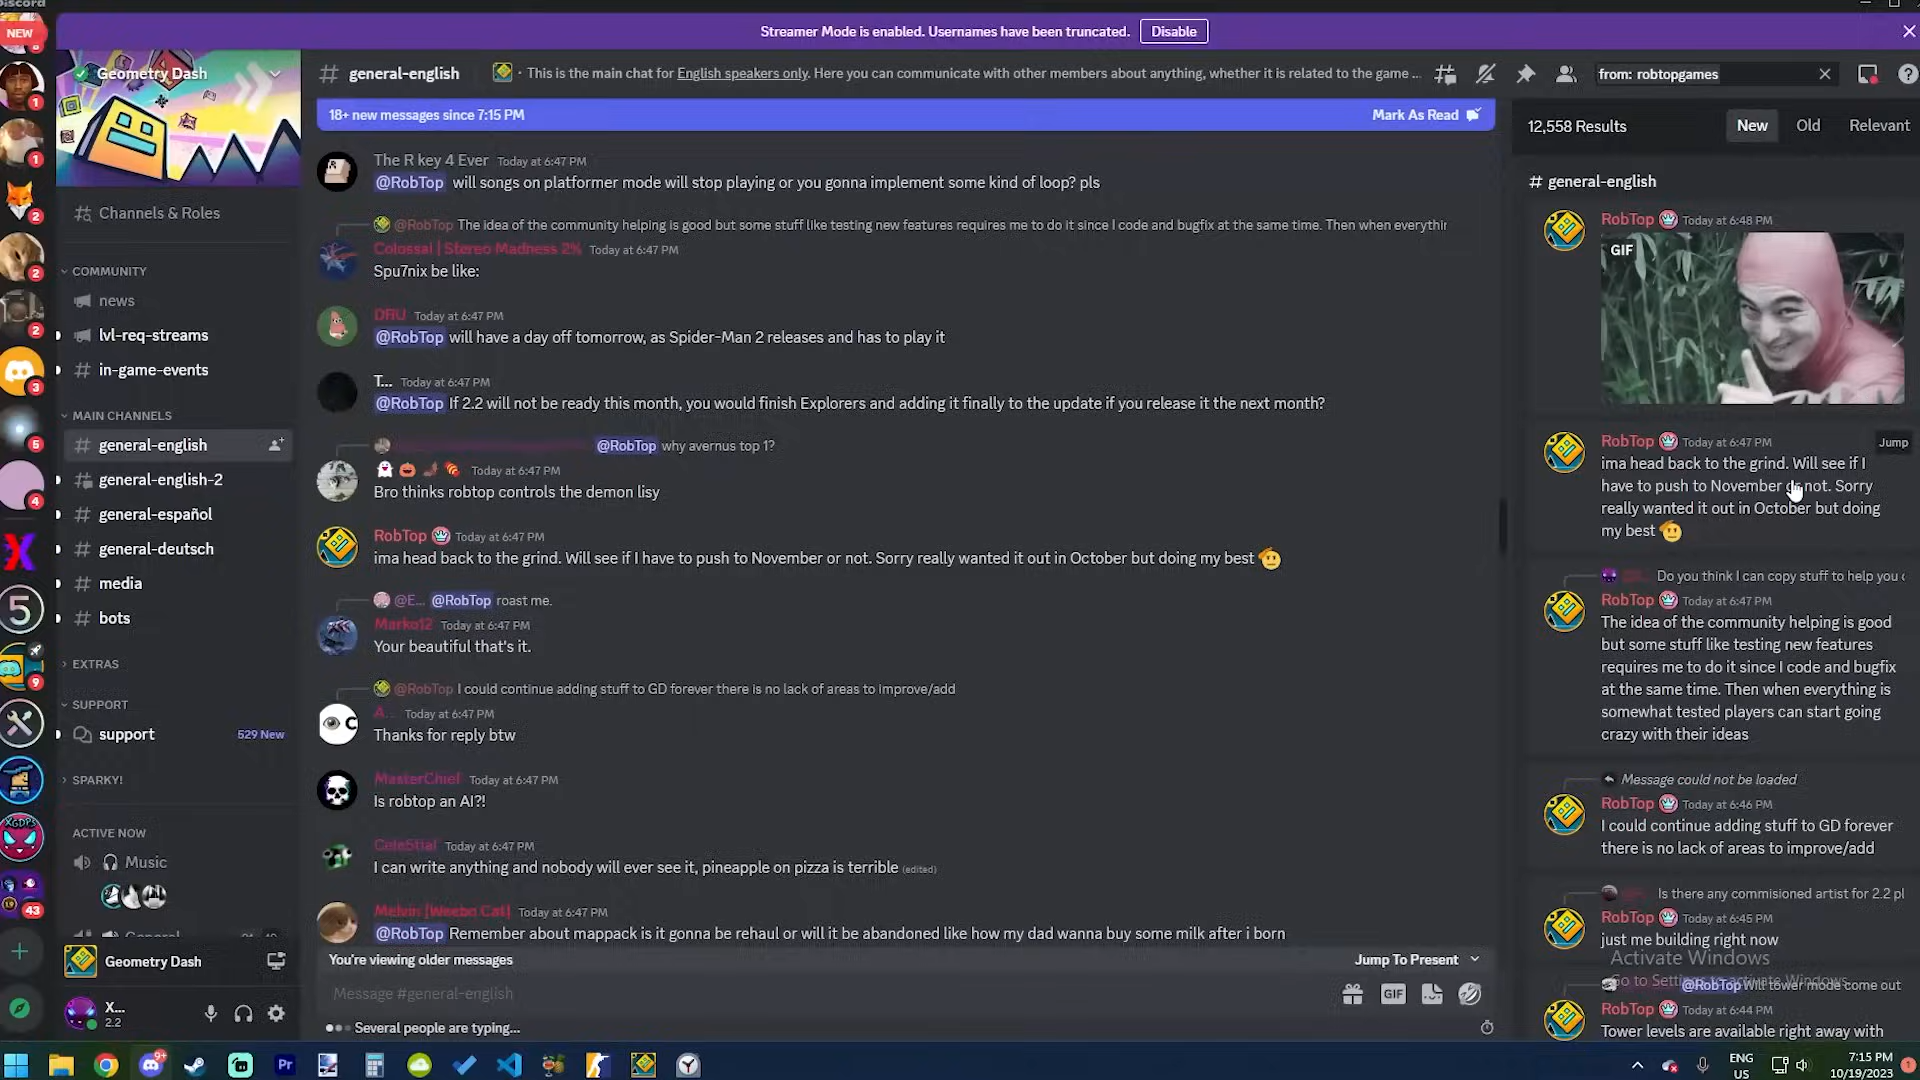 Discord
Streamer Mode is enabled. Usernames have been truncated.
Disable
NEW
1
1
2
2
2
3
5
4
9
43
Geometry Dash
Channels & Roles
COMMUNITY
news
lvl-req-streams
in-game-events
MAIN CHANNELS
general-english
general-english-2
general-español
general-deutsch
media
bots
EXTRAS
SUPPORT
support
529 New
SPARKY!
ACTIVE NOW
Music
General
Geometry Dash
X...
2.2
general-english
This is the main chat for English speakers only. Here you can communicate with other members about anything, whether it is related to the game ...
18+ new messages since 7:15 PM
Mark As Read
The R key 4 Ever Today at 6:47 PM
@RobTop will songs on platformer mode will stop playing or you gonna implement some kind of loop? pls
@RobTop The idea of the community helping is good but some stuff like testing new features requires me to do it since I code and bugfix at the same time. Then when everythir
Colossal | Stereo Madness 2% Today at 6:47 PM
Spu7nix be like:
DRU Today at 6:47 PM
@RobTop will have a day off tomorrow, as Spider-Man 2 releases and has to play it
T... Today at 6:47 PM
@RobTop If 2.2 will not be ready this month, you would finish Explorers and adding it finally to the update if you release it the next month?
@RobTop why avernus top 1?
👻 🎃 🍬 Today at 6:47 PM
Bro thinks robtop controls the demon lisy
RobTop Today at 6:47 PM
ima head back to the grind. Will see if I have to push to November or not. Sorry really wanted it out in October but doing my best 🫡
@E... @RobTop roast me.
Marko12 Today at 6:47 PM
Your beautiful that's it.
@RobTop I could continue adding stuff to GD forever there is no lack of areas to improve/add
A... Today at 6:47 PM
Thanks for reply btw
MasterChief Today at 6:47 PM
Is robtop an AI?!
CeleStial Today at 6:47 PM
I can write anything and nobody will ever see it, pineapple on pizza is terrible (edited)
Melvin [Weebo Cat] Today at 6:47 PM
@RobTop Remember about mappack is it gonna be rehaul or will it be abandoned like how my dad wanna buy some milk after i born
You're viewing older messages
Jump To Present
Message #general-english
GIF
Several people are typing...
from: robtopgames
12,558 Results
New
Old
Relevant
# general-english
RobTop Today at 6:48 PM
GIF
RobTop Today at 6:47 PM
Jump
ima head back to the grind. Will see if I
have to push to November or not. Sorry
really wanted it out in October but doing
my best 🫡
Do you think I can copy stuff to help you
RobTop Today at 6:47 PM
The idea of the community helping is good
but some stuff like testing new features
requires me to do it since I code and bugfix
at the same time. Then when everything is
somewhat tested players can start going
crazy with their ideas
Message could not be loaded
RobTop Today at 6:46 PM
I could continue adding stuff to GD forever
there is no lack of areas to improve/add
Is there any commisioned artist for 2.2 pl
RobTop Today at 6:45 PM
just me building right now
Activate Windows
Go to Settings to activate Windows.
@RobTop Will tower mode come out
RobTop Today at 6:44 PM
Tower levels are available right away with
9+
Pr
ENG
US
7:15 PM
10/19/2023
1